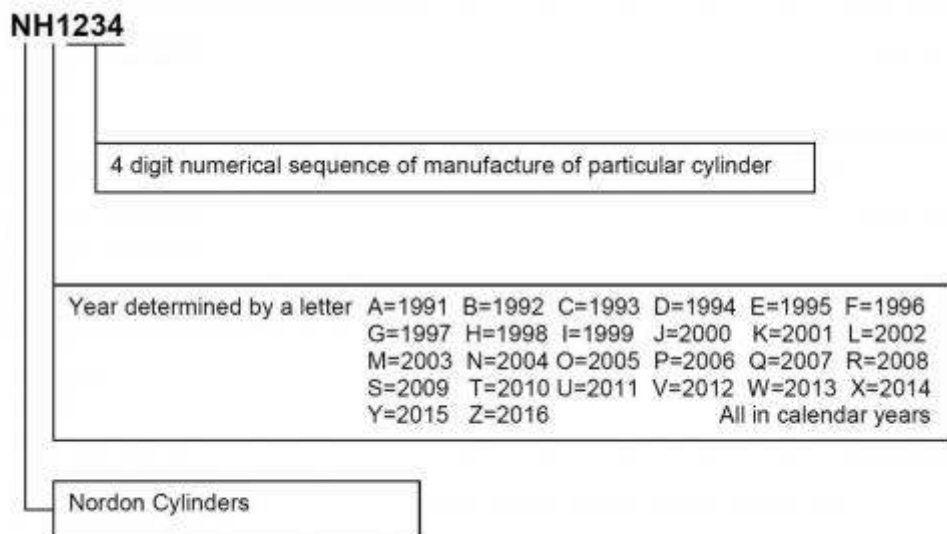 NH1234
4 digit numerical sequence of manufacture of particular cylinder
Year determined by a letter A=1991 B=1992 C=1993 D=1994 E=1995 F=1996
G=1997 H=1998 I=1999 J=2000 K=2001 L=2002
M=2003 N=2004 O=2005 P=2006 Q=2007 R=2008
S=2009 T=2010 U=2011 V=2012 W=2013 X=2014
Y=2015 Z=2016 All in calendar years
Nordon Cylinders